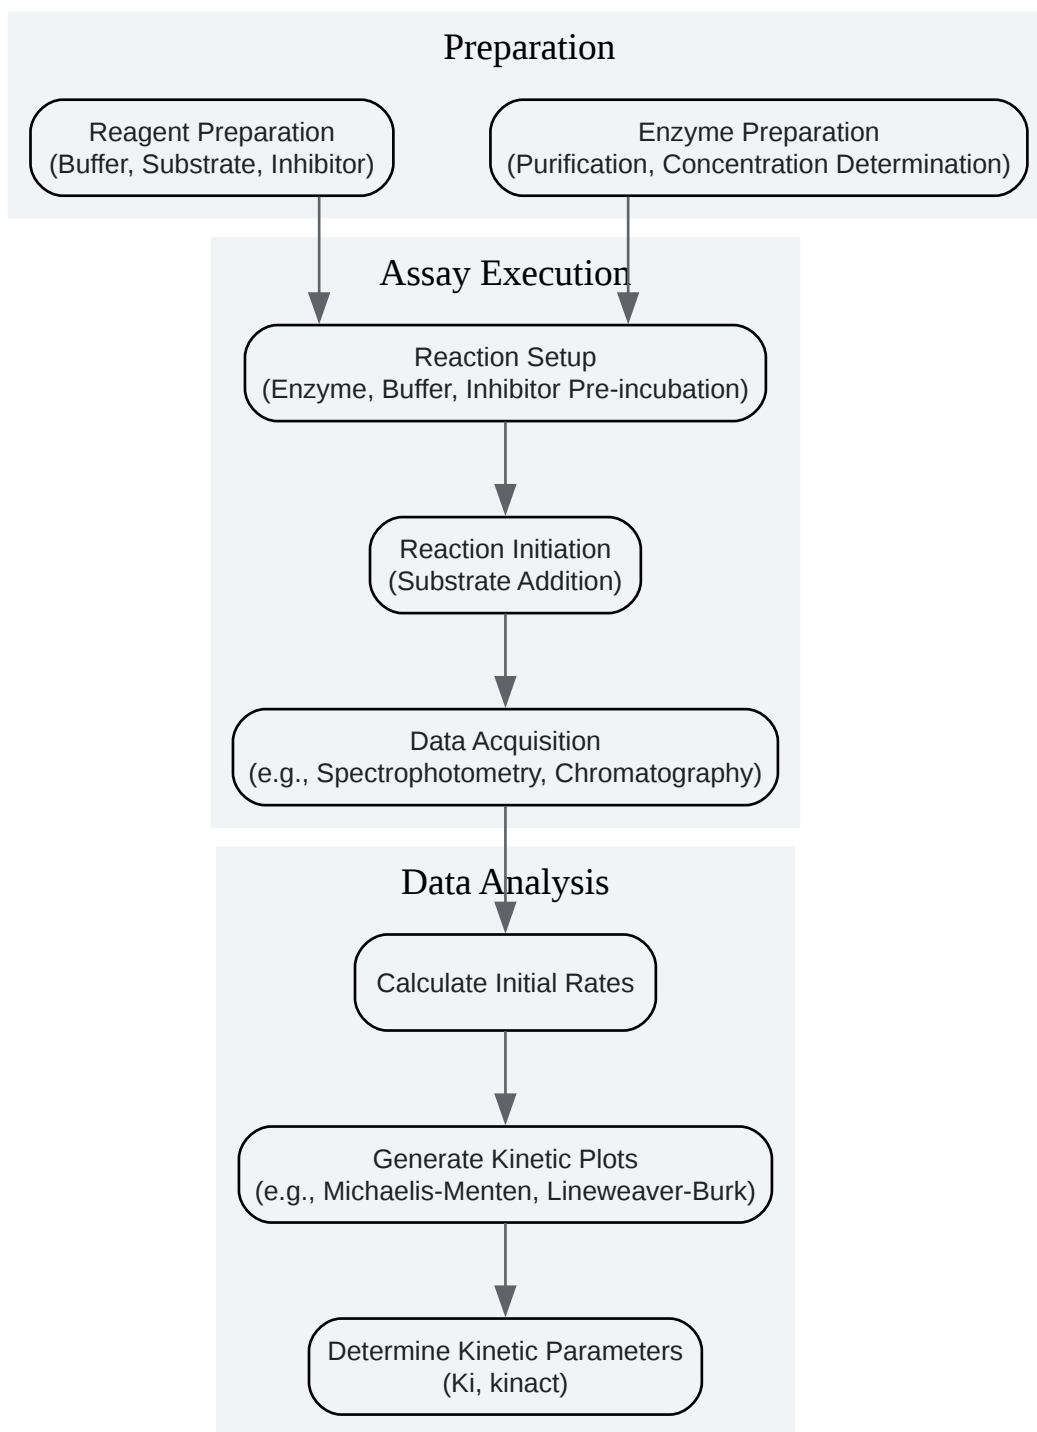 Preparation
Reagent Preparation
(Buffer, Substrate, Inhibitor)
Enzyme Preparation
(Purification, Concentration Determination)
Assay Execution
Reaction Setup
(Enzyme, Buffer, Inhibitor Pre-incubation)
Reaction Initiation
(Substrate Addition)
Data Acquisition
(e.g., Spectrophotometry, Chromatography)
Data Analysis
Calculate Initial Rates
Generate Kinetic Plots
(e.g., Michaelis-Menten, Lineweaver-Burk)
Determine Kinetic Parameters
(Ki, kinact)